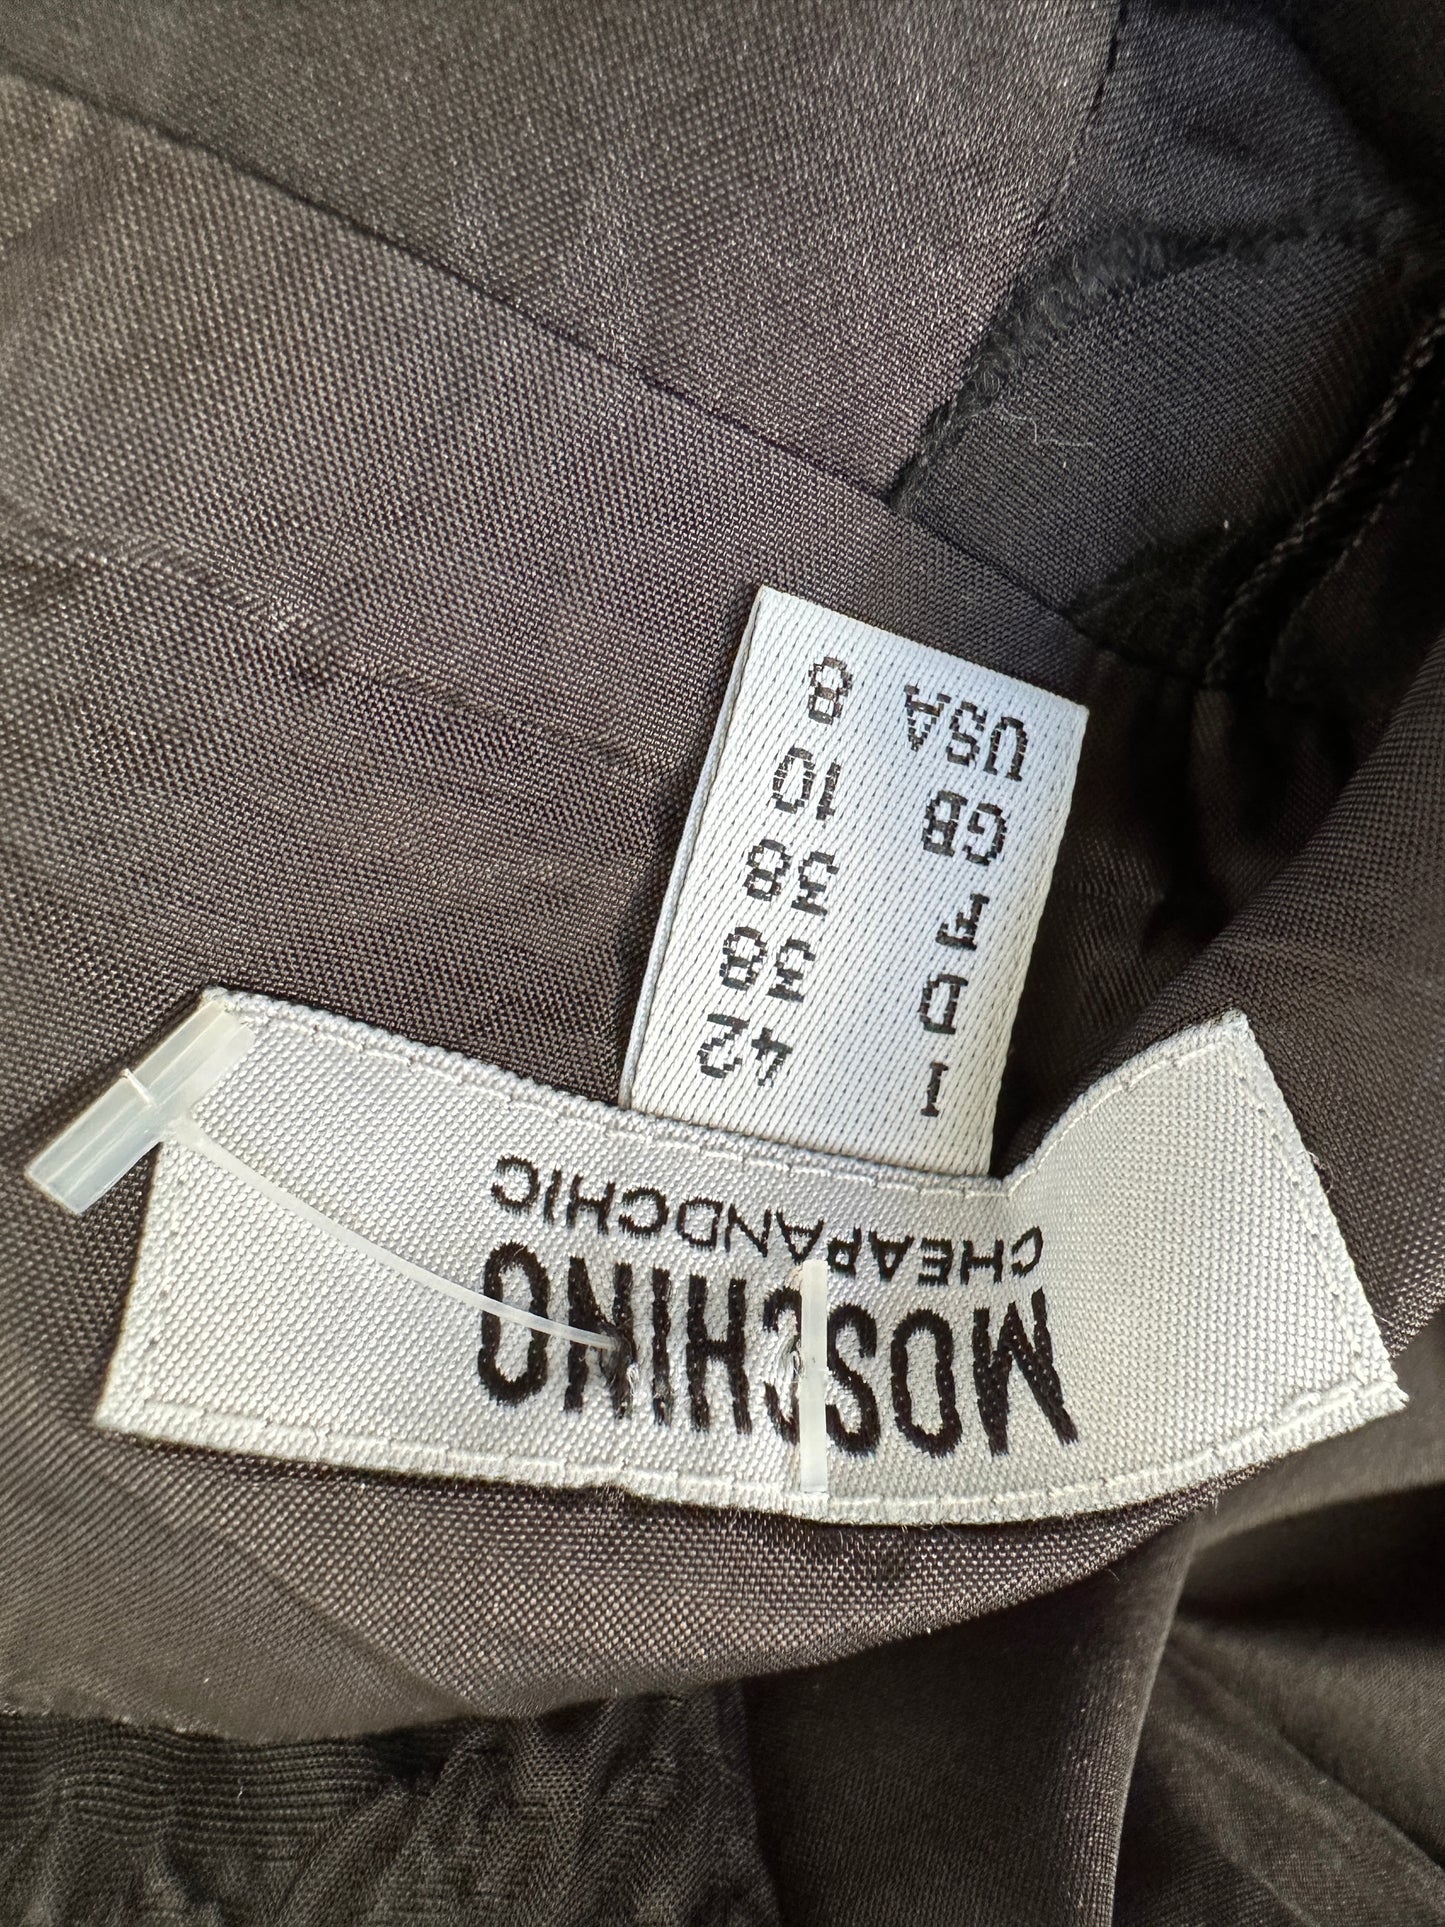 MOSCHINO
CHEAPANDCHIC
I 42
D 38
F 38
GB 10
USA 8